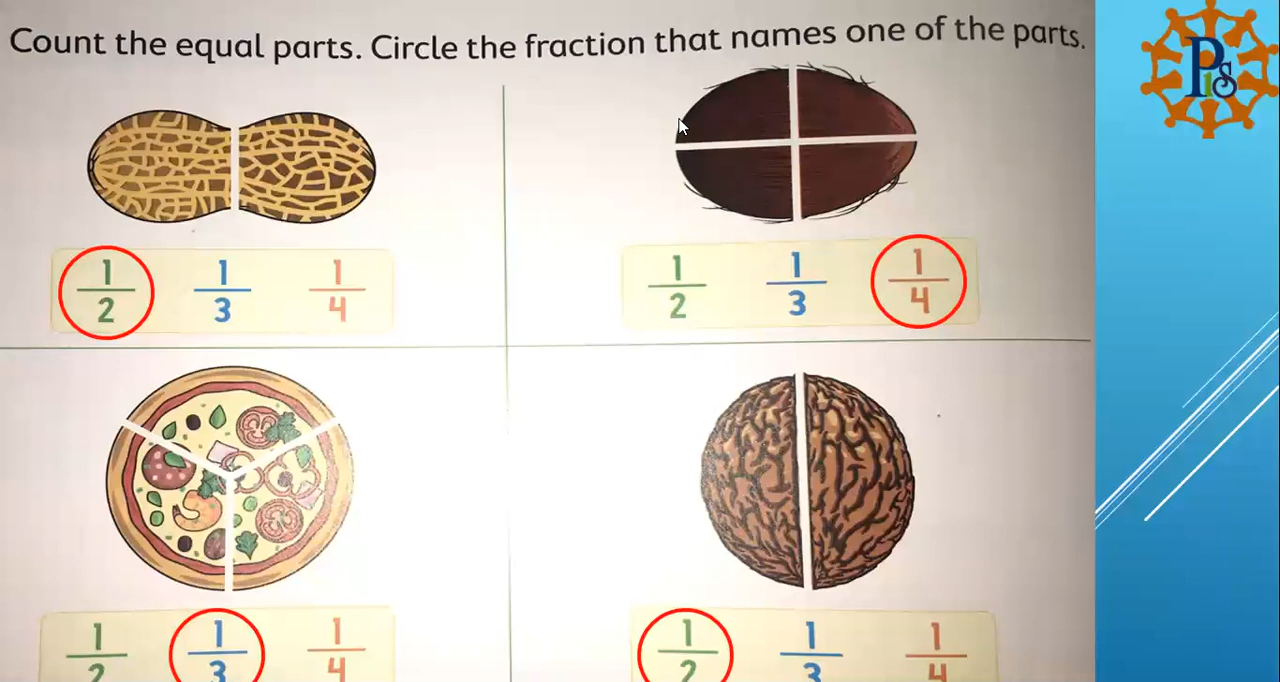 Count the equal parts. Circle the fraction that names one of the parts.
1/2 1/3 1/4
1/2 1/3 1/4
1/2 1/3 1/4
1/2 1/3 1/4
PiS